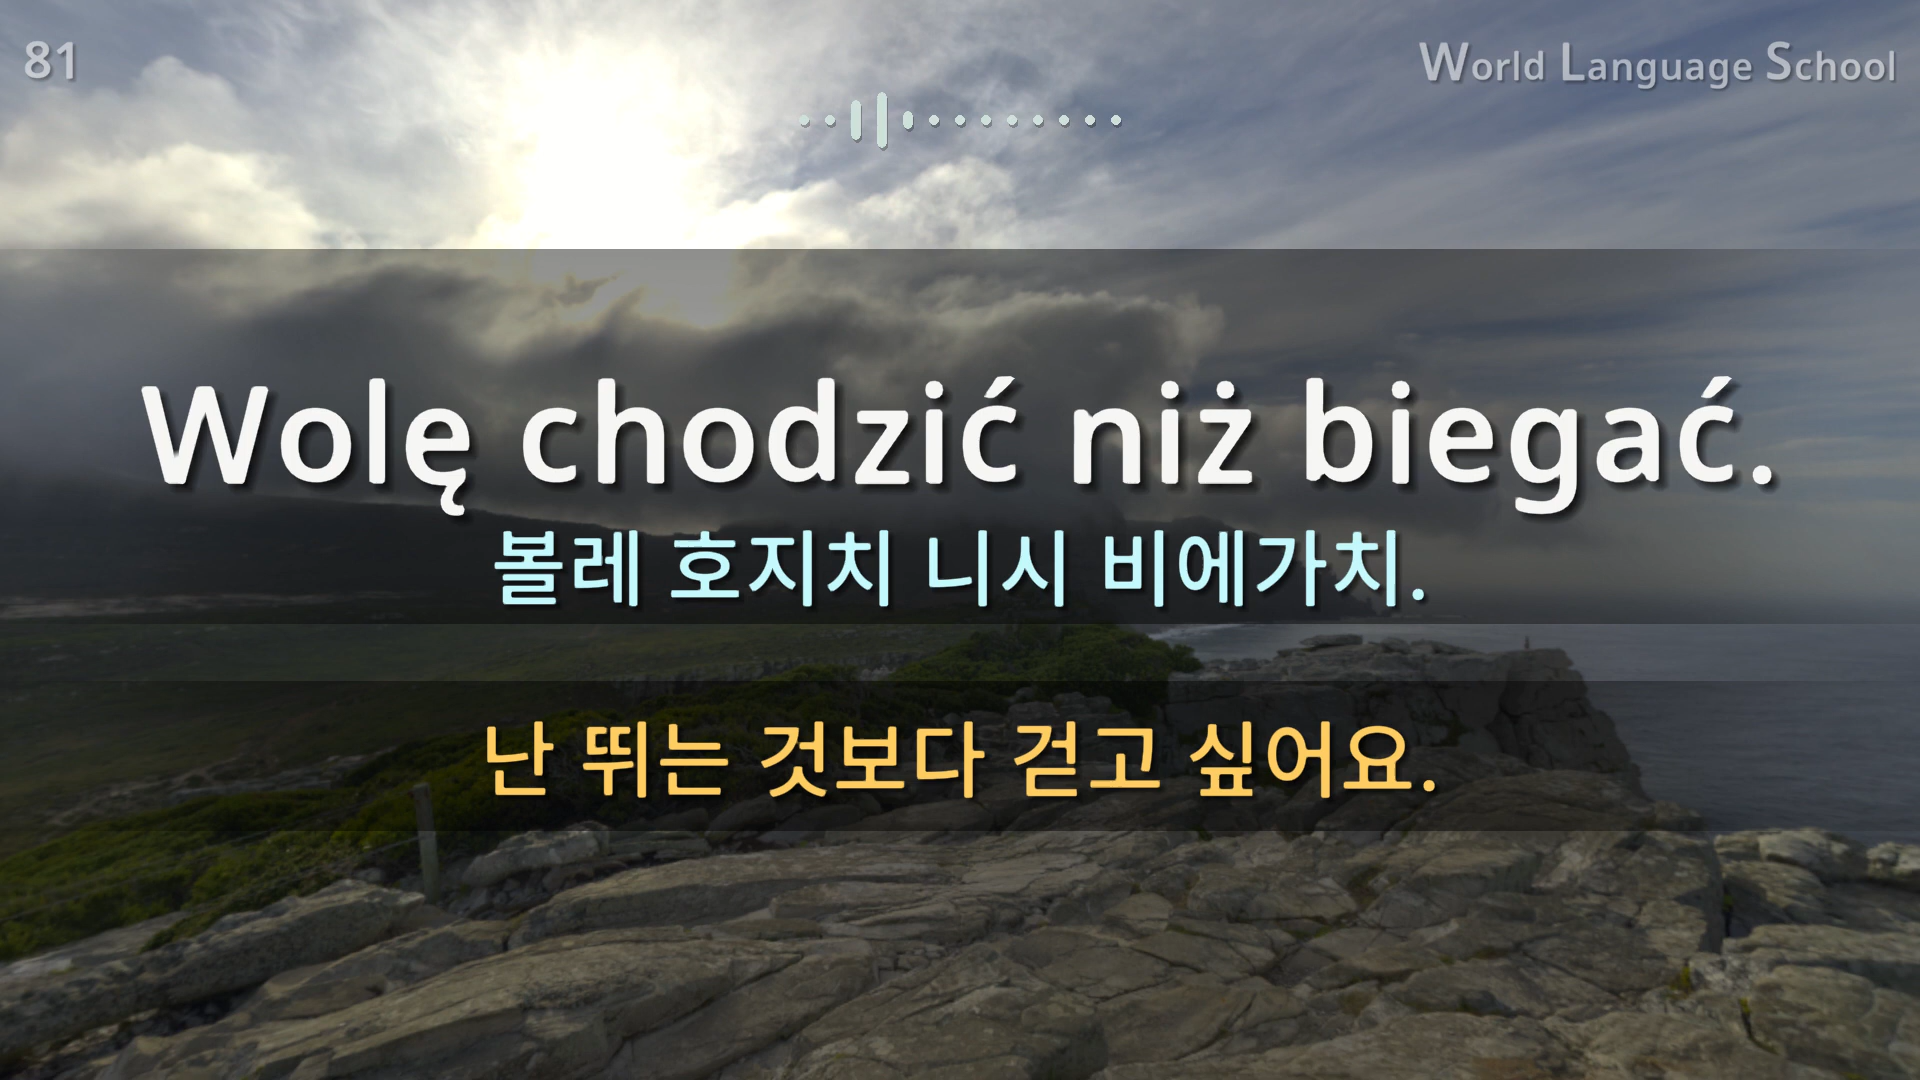 81
World Language School
Wolę chodzić niż biegać.
볼레 호지치 니시 비에가치.
난 뛰는 것보다 걷고 싶어요.